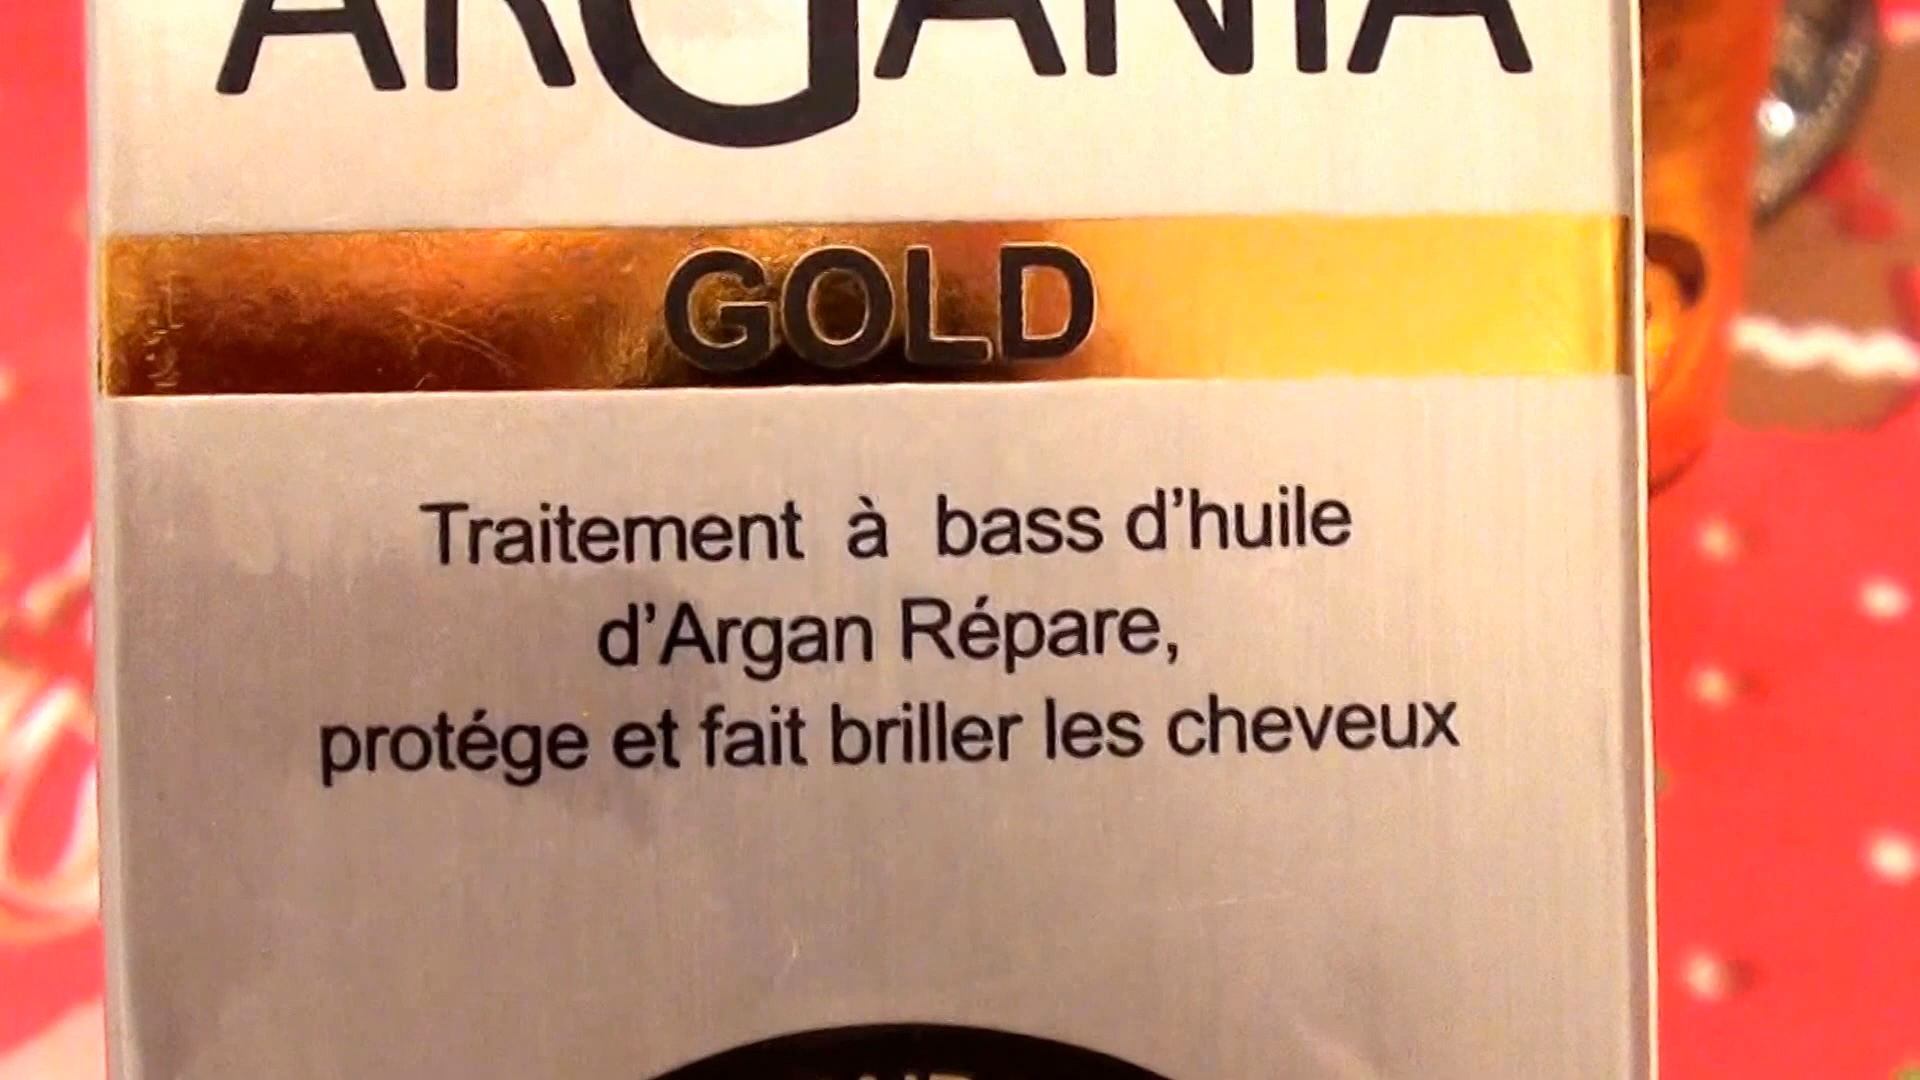 ARGANIA
GOLD
Traitement à bass d'huile
d'Argan Répare,
protége et fait briller les cheveux